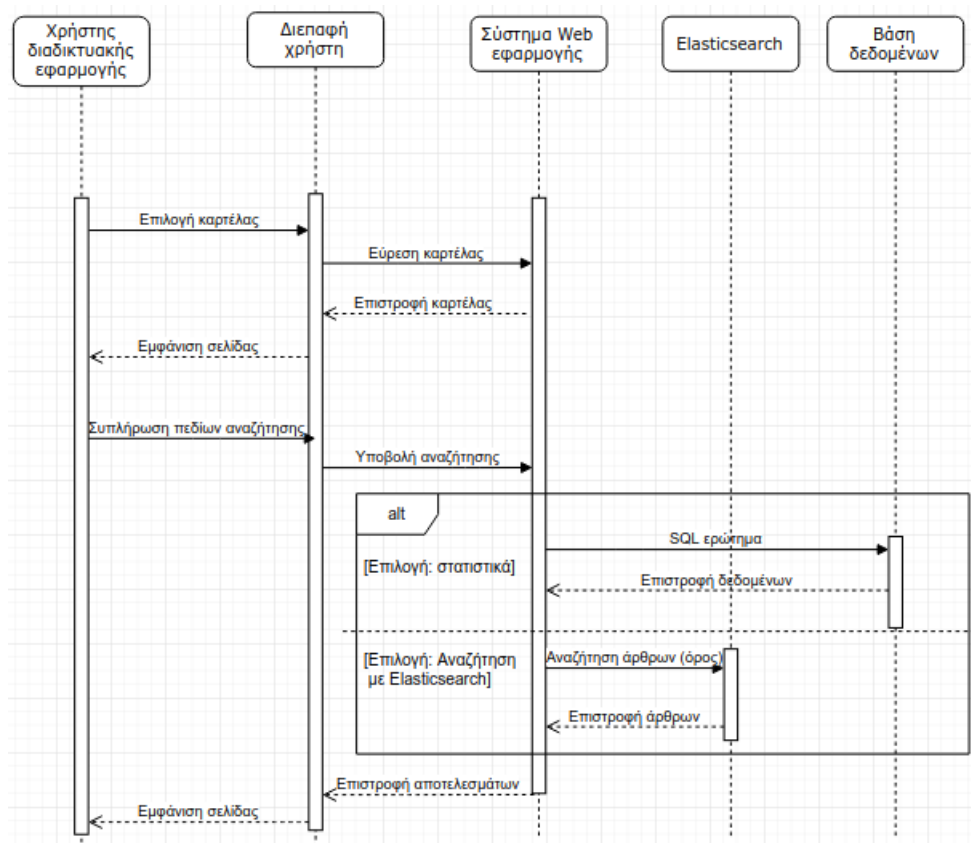 Χρήστης
διαδικτυακής
εφαρμογής
Διεπαφή
χρήστη
Σύστημα Web
εφαρμογής
Elasticsearch
Βάση
δεδομένων
Επιλογή καρτέλας
Εύρεση καρτέλας
Επιστροφή καρτέλας
Εμφάνιση σελίδας
Συπλήρωση πεδίων αναζήτησης
Υποβολή αναζήτησης
alt
SQL ερώτημα
[Επιλογή: στατιστικά]
Επιστροφή δεδομένων
[Επιλογή: Αναζήτηση
με Elasticsearch]
Αναζήτηση άρθρων (όρος)
Επιστροφή άρθρων
Επιστροφή αποτελεσμάτων
Εμφάνιση σελίδας